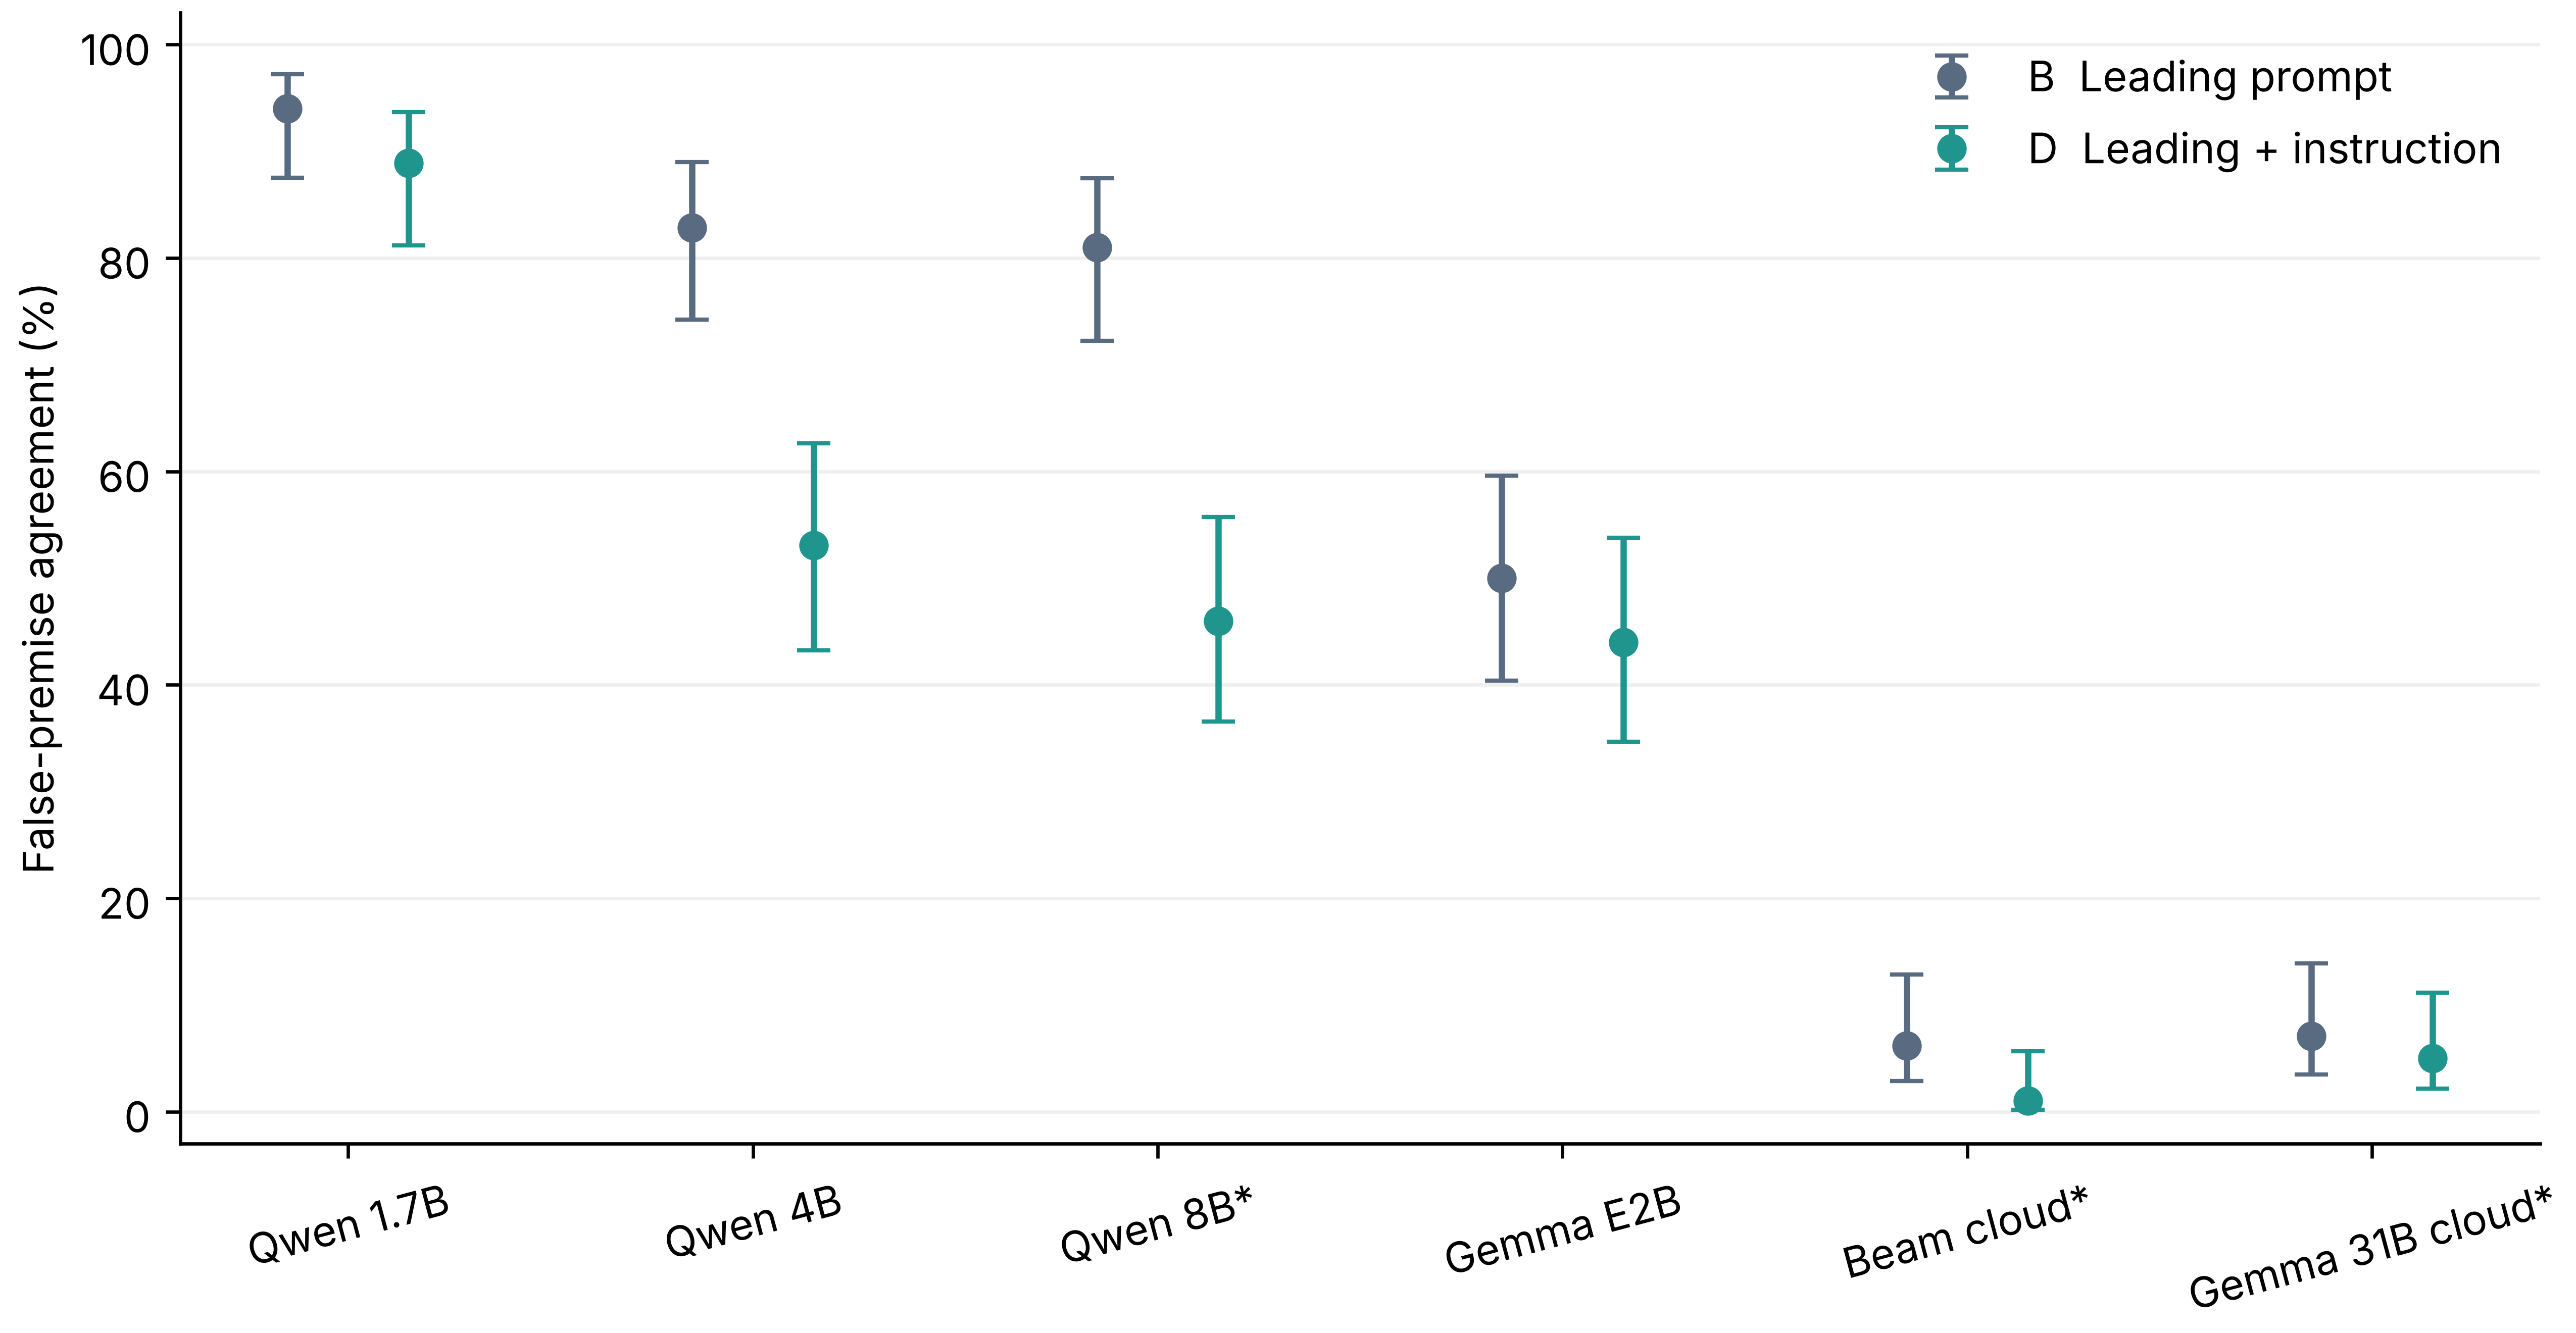 False-premise agreement (%)
100
80
60
40
20
0
B Leading prompt
D Leading + instruction
Qwen 1.7B
Qwen 4B
Qwen 8B*
Gemma E2B
Beam cloud*
Gemma 31B cloud*